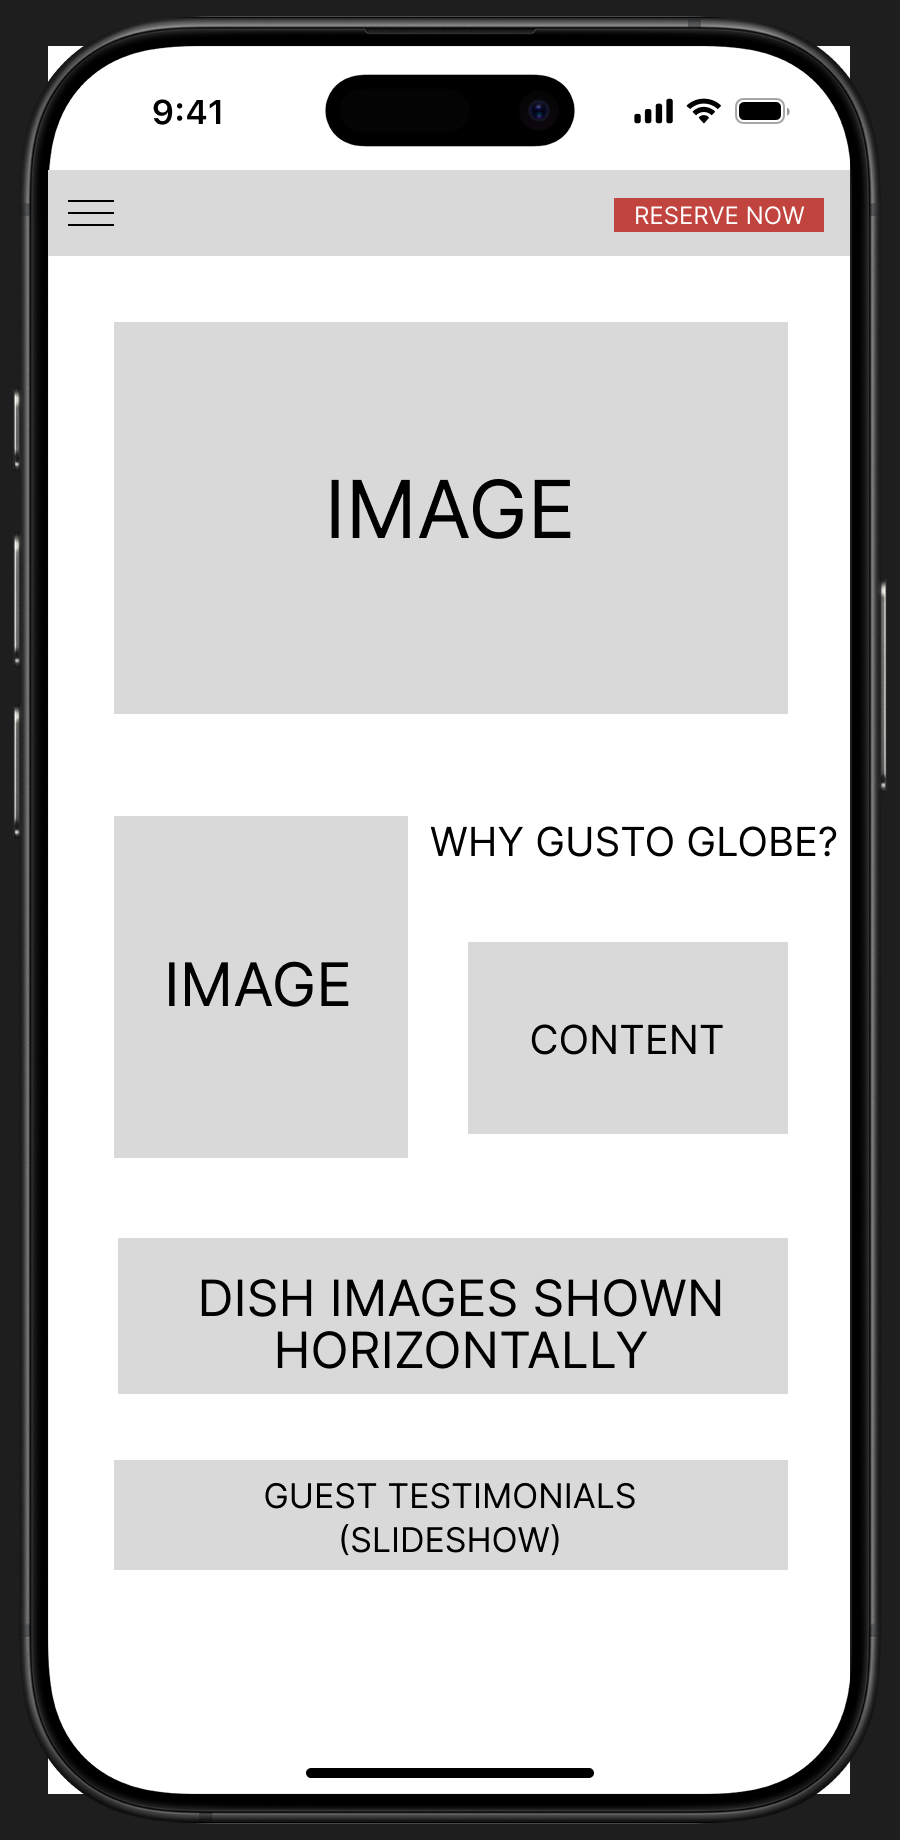 9:41
RESERVE NOW
IMAGE
WHY GUSTO GLOBE?
IMAGE
CONTENT
DISH IMAGES SHOWN
HORIZONTALLY
GUEST TESTIMONIALS
(SLIDESHOW)